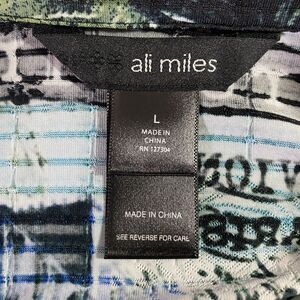 ali miles
L
MADE IN
CHINA
RN 127304
MADE IN CHINA
SEE REVERSE FOR CARE